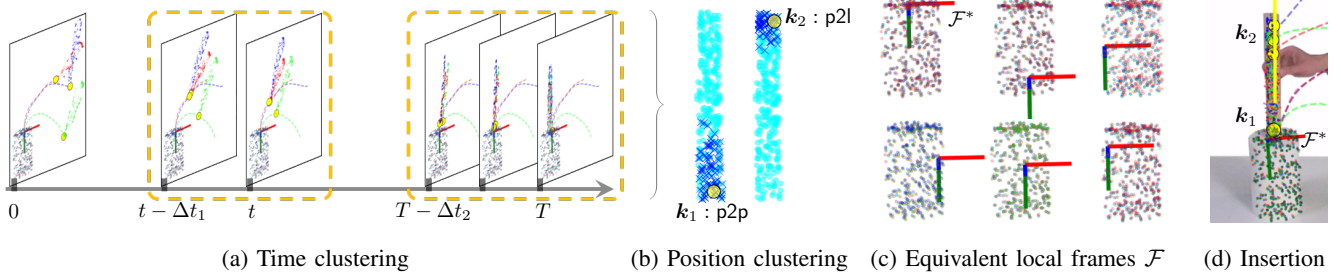 0
t − Δt₁
t
T − Δt₂
T
k₂ : p2l
k₁ : p2p
𝓕*
k₂
k₁
𝓕*
(a) Time clustering
(b) Position clustering
(c) Equivalent local frames 𝓕
(d) Insertion